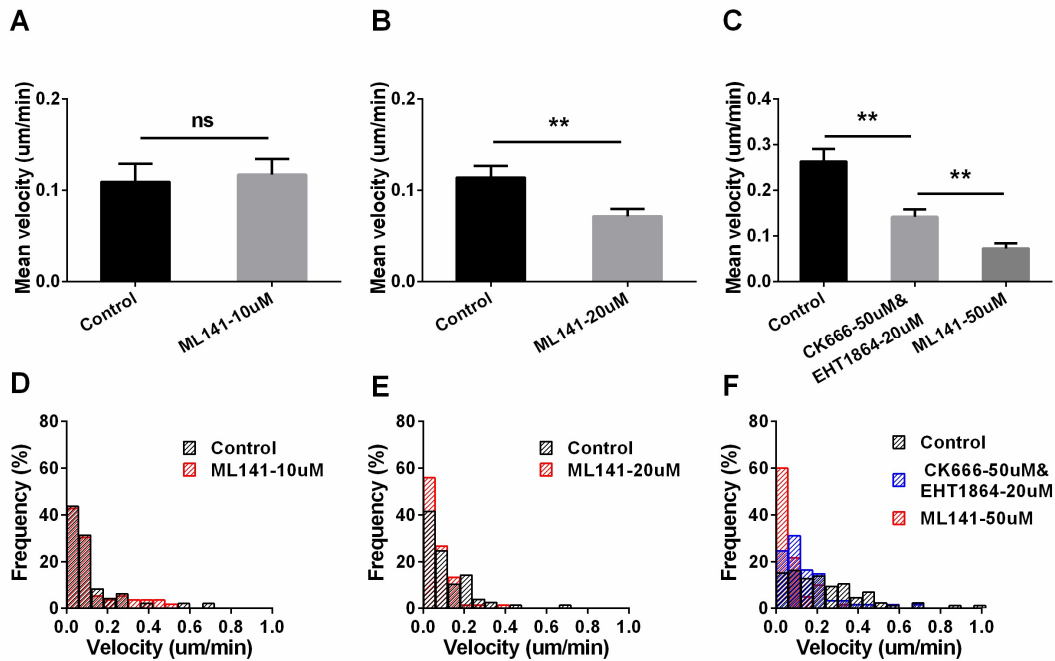 A
B
C
Mean velocity (um/min)
0.2
0.1
0.0
ns
Control
ML141-10uM
Mean velocity (um/min)
0.2
0.1
0.0
**
Control
ML141-20uM
Mean velocity (um/min)
0.4
0.3
0.2
0.1
0.0
**
**
Control
CK666-50uM&
EHT1864-20uM
ML141-50uM
D
E
F
Frequency (%)
80
60
40
20
0
Control
ML141-10uM
0.0 0.2 0.4 0.6 0.8 1.0
Velocity (um/min)
Frequency (%)
80
60
40
20
0
Control
ML141-20uM
0.0 0.2 0.4 0.6 0.8 1.0
Velocity (um/min)
Frequency (%)
80
60
40
20
0
Control
CK666-50uM&
EHT1864-20uM
ML141-50uM
0.0 0.2 0.4 0.6 0.8 1.0
Velocity (um/min)